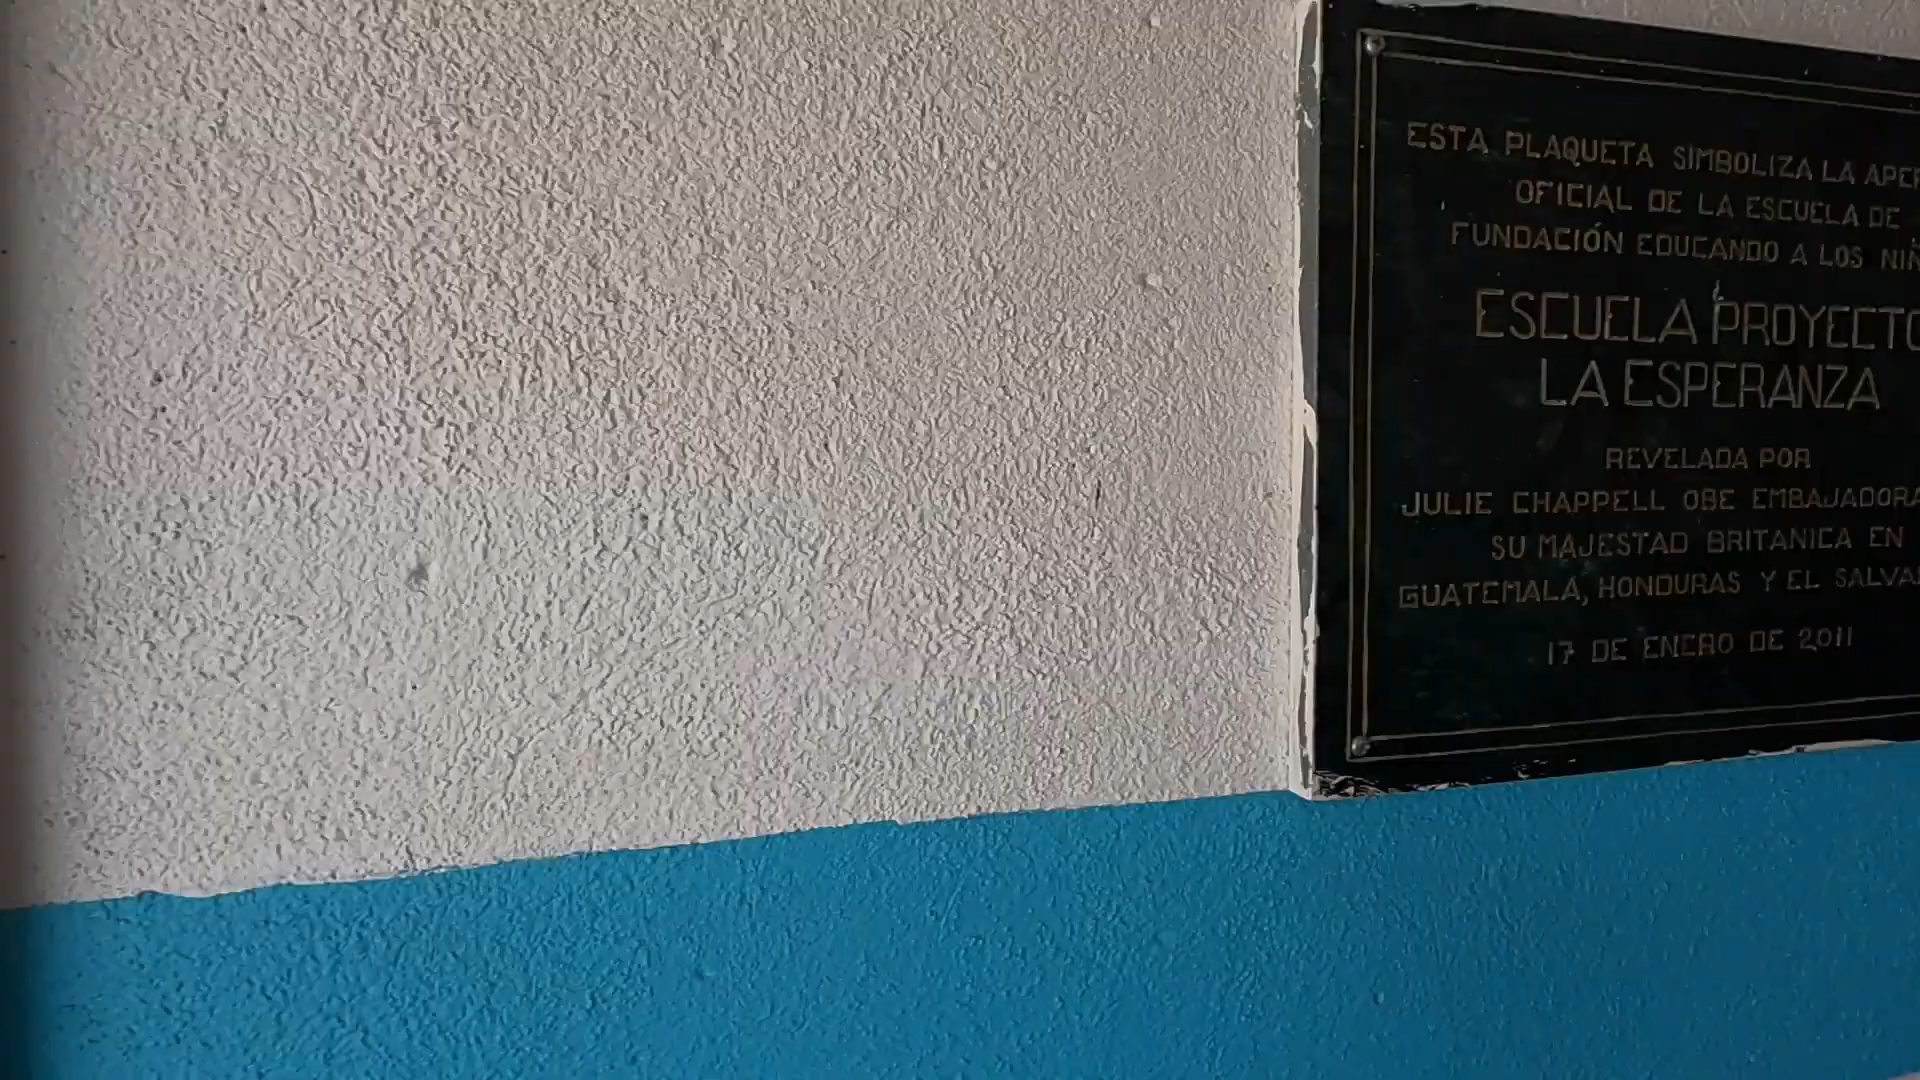 ESTA PLAQUETA SIMBOLIZA LA
OFICIAL DE LA ESCUELA DE
FUNDACIÓN EDUCANDO A LOS
ESCUELA PROYECTO
LA ESPERANZA
REVELADA POR
JULIE CHAPPELL OBE EMBAJADORA
SU MAJESTAD BRITANICA EN
GUATEMALA, HONDURAS Y EL
17 DE ENERO DE 2011